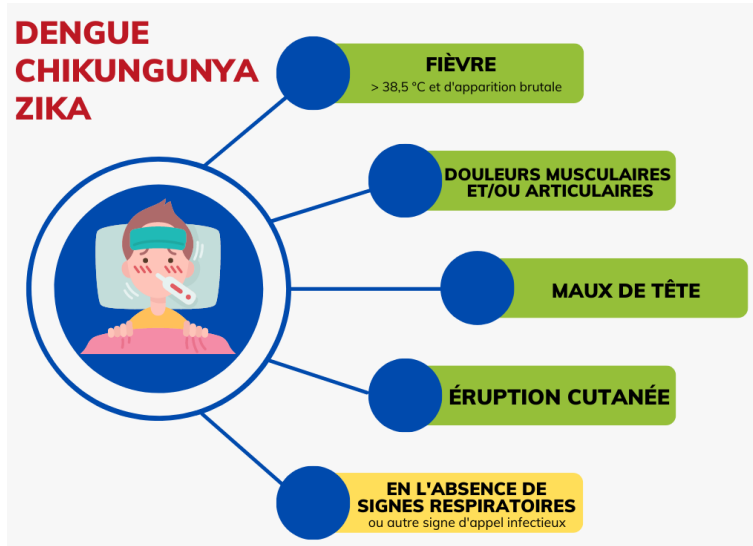 DENGUE
CHIKUNGUNYA
ZIKA
FIÈVRE
> 38,5 °C et d'apparition brutale
DOULEURS MUSCULAIRES
ET/OU ARTICULAIRES
MAUX DE TÊTE
ÉRUPTION CUTANÉE
EN L'ABSENCE DE
SIGNES RESPIRATOIRES
ou autre signe d'appel infectieux